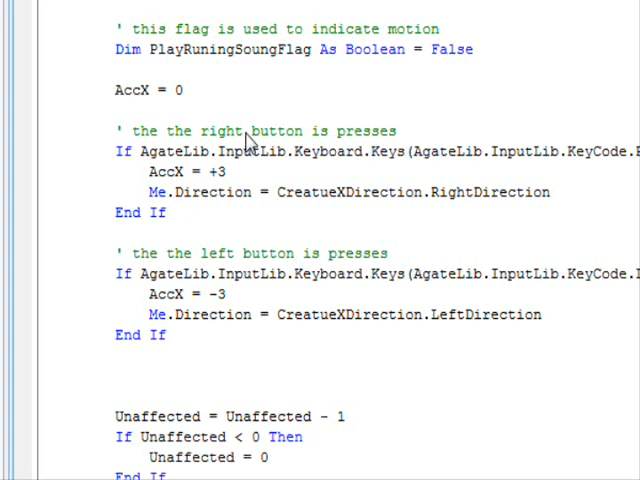 ' this flag is used to indicate motion
Dim PlayRuningSoungFlag As Boolean = False
AccX = 0
' the the right button is presses
If AgateLib.InputLib.Keyboard.Keys(AgateLib.InputLib.KeyCode.
AccX = +3
Me.Direction = CreatueXDirection.RightDirection
End If
' the the left button is presses
If AgateLib.InputLib.Keyboard.Keys(AgateLib.InputLib.KeyCode.
AccX = -3
Me.Direction = CreatueXDirection.LeftDirection
End If
Unaffected = Unaffected - 1
If Unaffected < 0 Then
Unaffected = 0
End If